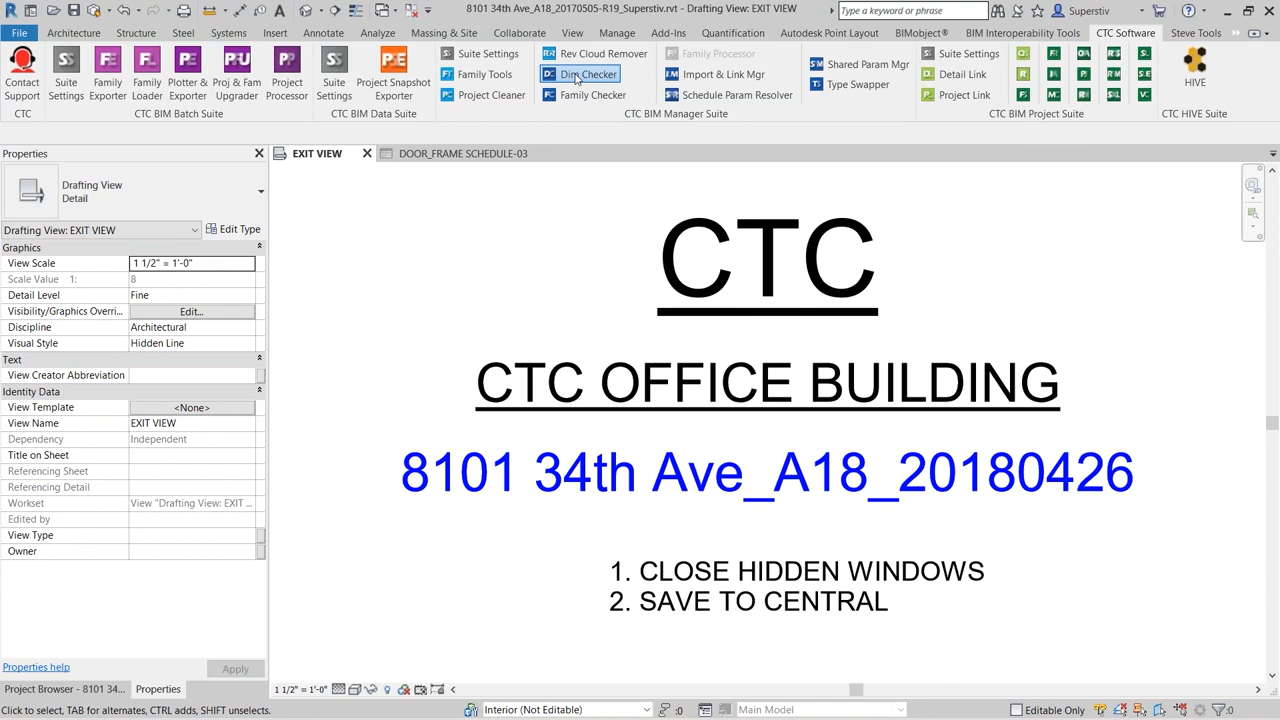 8101 34th Ave_A18_20170505-R19_Superstiv.rvt - Drafting View: EXIT VIEW
Type a keyword or phrase
Superstiv
File Architecture Structure Steel Systems Insert Annotate Analyze Massing & Site Collaborate View Manage Add-Ins Quantification Autodesk Point Layout BIMobject® BIM Interoperability Tools CTC Software Steve Tools
Contact Support
Suite Settings
Family Exporter
Family Loader
Plotter & Exporter
Proj & Fam Upgrader
Project Processor
Suite Settings
Project Snapshot Exporter
Suite Settings
Family Tools
Project Cleaner
Rev Cloud Remover
Dim Checker
Family Checker
Family Processor
Import & Link Mgr
Schedule Param Resolver
Shared Param Mgr
Type Swapper
Suite Settings
Detail Link
Project Link
HIVE
CTC CTC BIM Batch Suite CTC BIM Data Suite CTC BIM Manager Suite CTC BIM Project Suite CTC HIVE Suite
Properties
EXIT VIEW
DOOR_FRAME SCHEDULE-03
Drafting View
Detail
Drafting View: EXIT VIEW Edit Type
Graphics
View Scale 1 1/2" = 1'-0"
Scale Value 1: 8
Detail Level Fine
Visibility/Graphics Overri... Edit...
Discipline Architectural
Visual Style Hidden Line
Text
View Creator Abbreviation
Identity Data
View Template <None>
View Name EXIT VIEW
Dependency Independent
Title on Sheet
Referencing Sheet
Referencing Detail
Workset View "Drafting View: EXIT ...
Edited by
View Type
Owner
Properties help Apply
Project Browser - 8101 34... Properties
CTC
CTC OFFICE BUILDING
8101 34th Ave_A18_20180426
1. CLOSE HIDDEN WINDOWS
2. SAVE TO CENTRAL
1 1/2" = 1'-0"
Click to select, TAB for alternates, CTRL adds, SHIFT unselects.
Interior (Not Editable)
:0
Main Model
Editable Only
:0